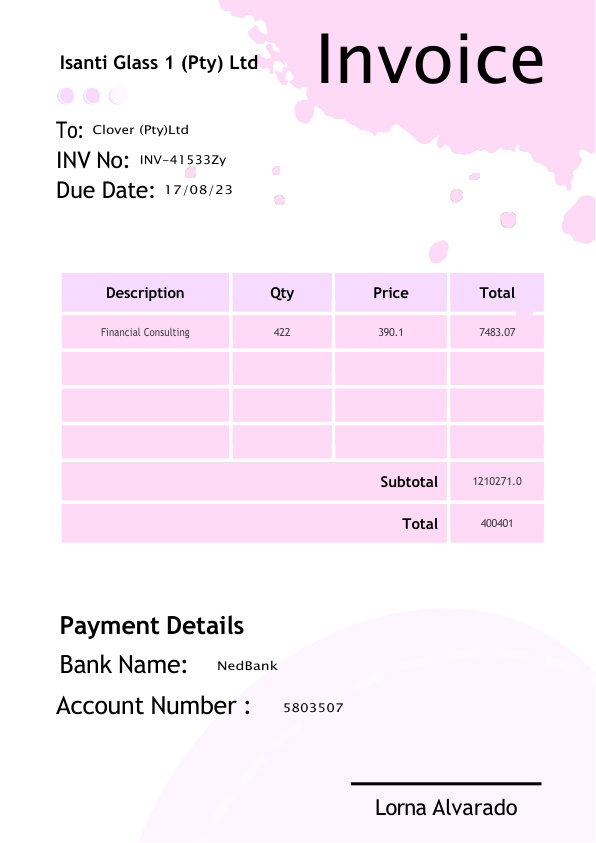 Invoice
Isanti Glass 1 (Pty) Ltd
To: Clover (Pty)Ltd
INV No: INV-41533Zy
Due Date: 17/08/23
Description Qty Price Total
Financial Consulting 422 390.1 7483.07
Subtotal 1210271.0
Total 400401
Payment Details
Bank Name: NedBank
Account Number : 5803507
Lorna Alvarado